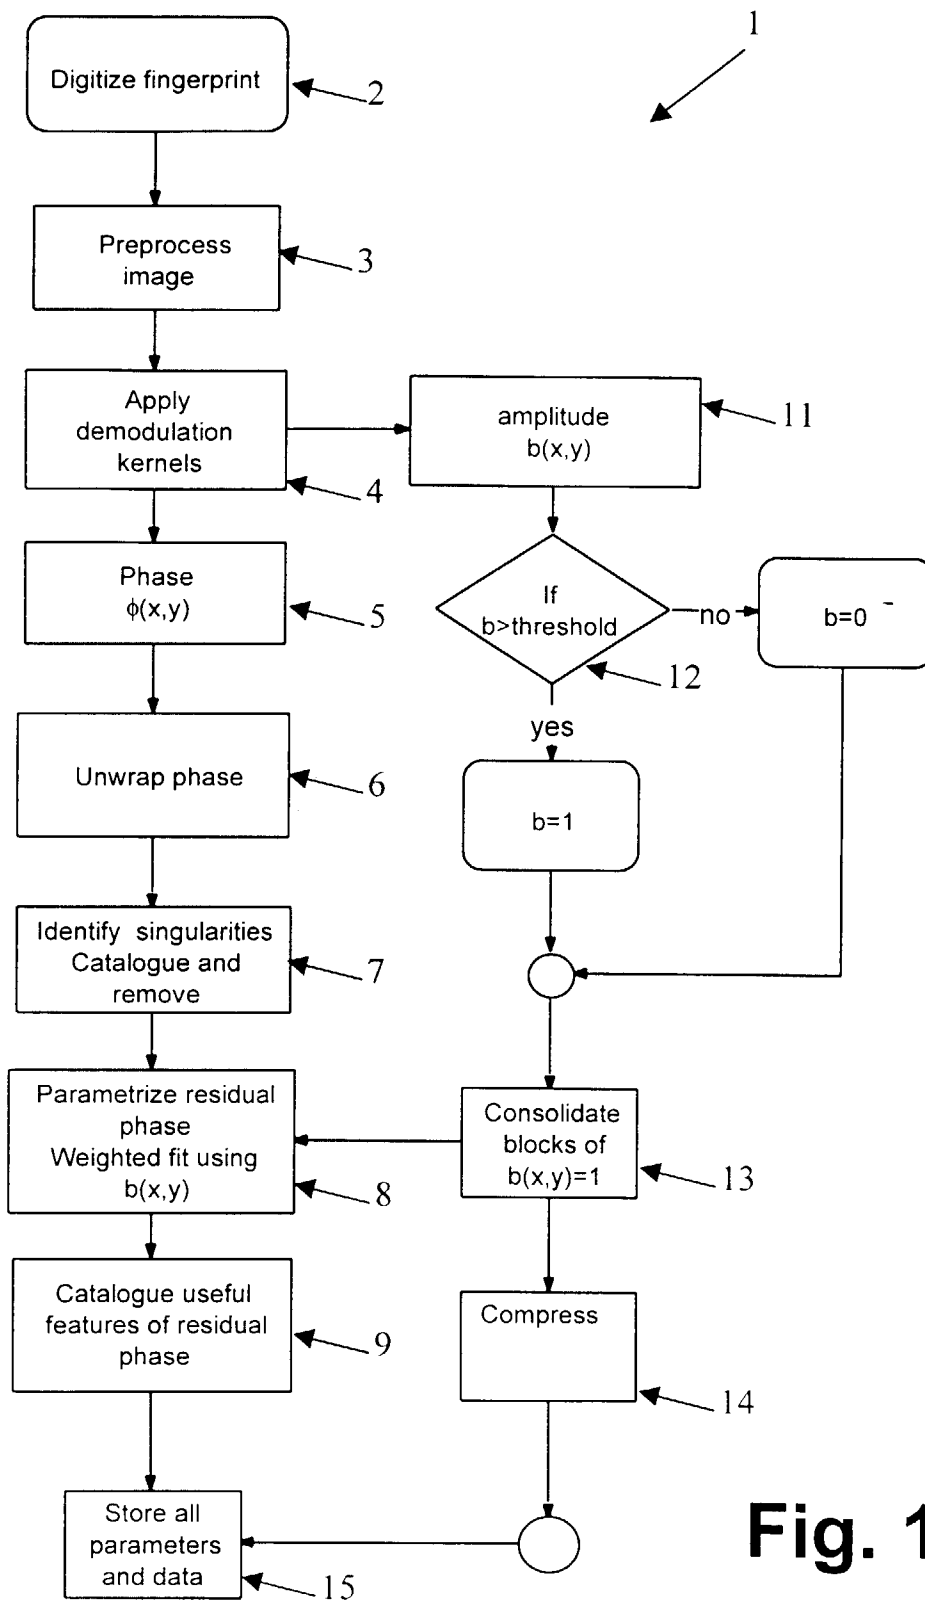 1
Digitize fingerprint
2
Preprocess
image
3
Apply
demodulation
kernels
4
amplitude
b(x,y)
11
Phase
ϕ(x,y)
5
If
b>threshold
12
no
b=0
yes
Unwrap phase
6
b=1
Identify singularities
Catalogue and
remove
7
Parametrize residual
phase
Weighted fit using
b(x,y)
8
Consolidate
blocks of
b(x,y)=1
13
Catalogue useful
features of residual
phase
9
Compress
14
Store all
parameters
and data
15
Fig. 1